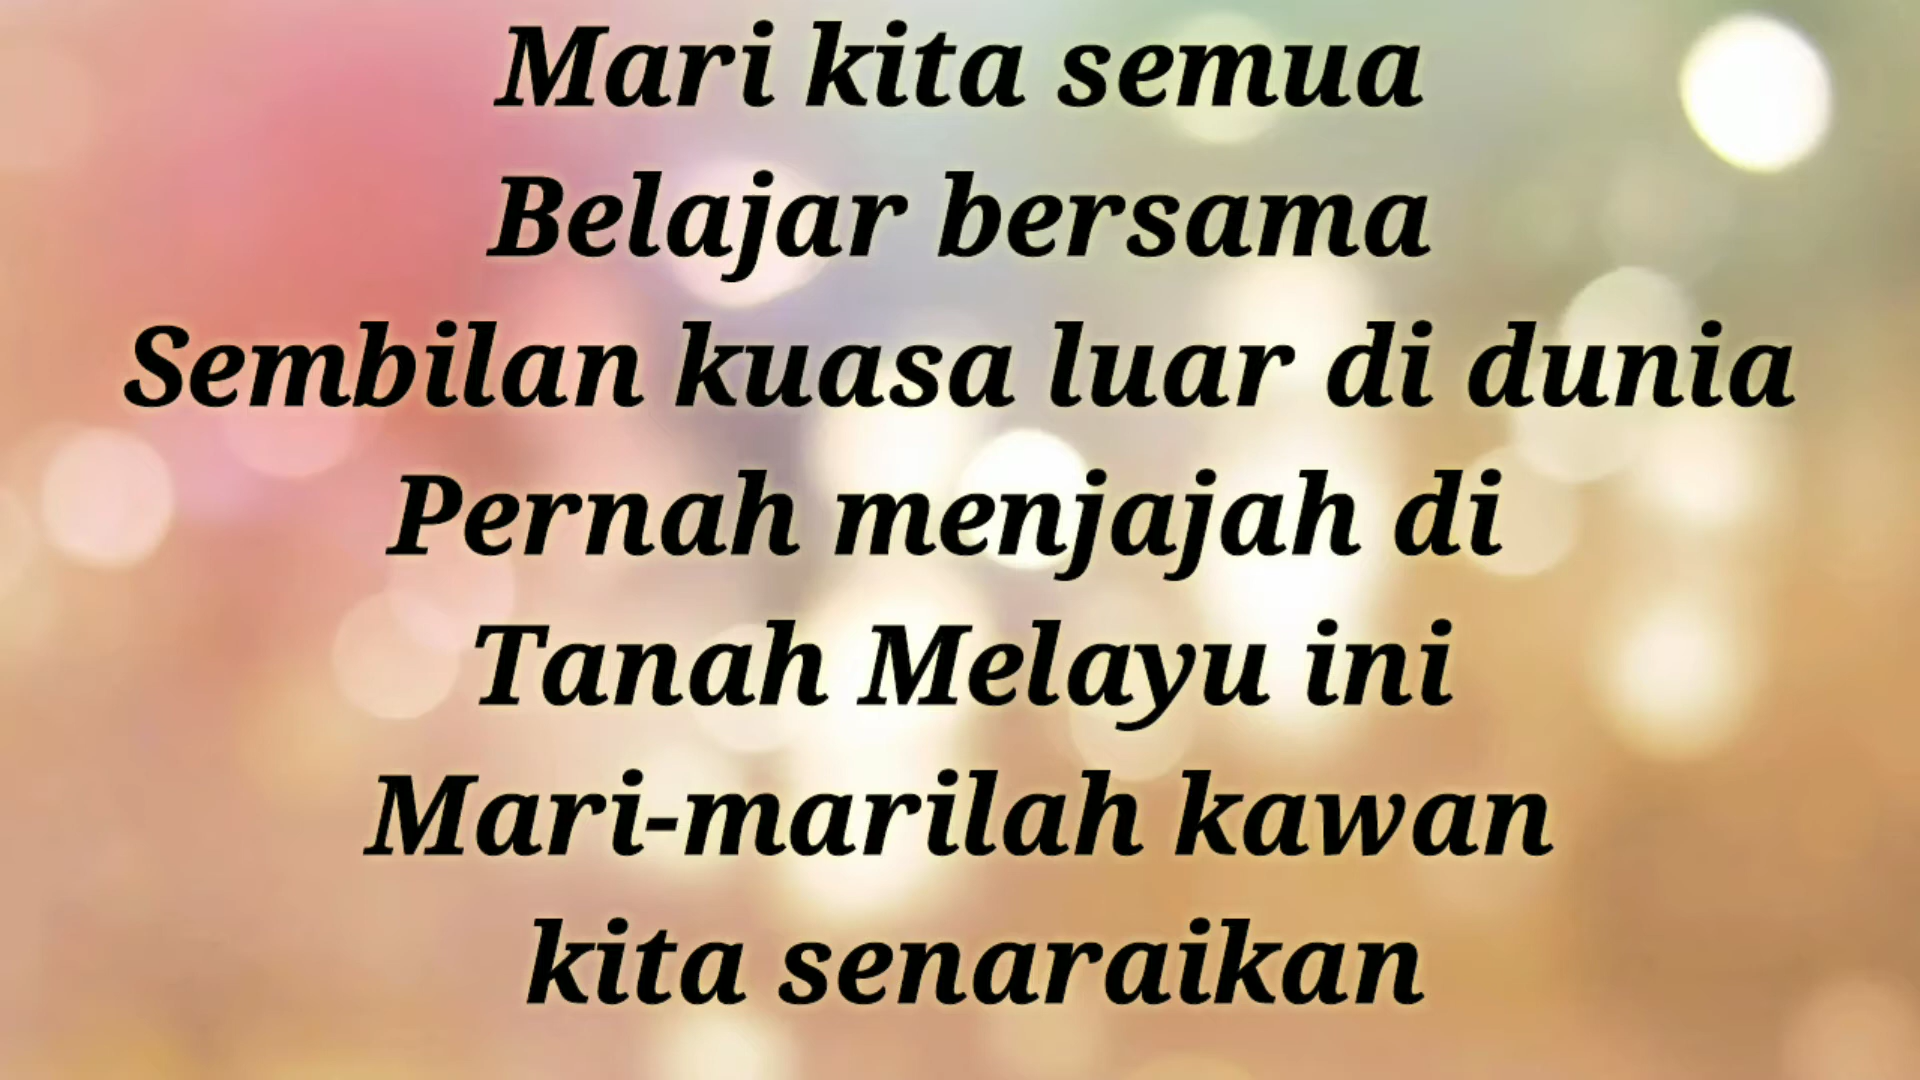 Mari kita semua
Belajar bersama
Sembilan kuasa luar di dunia
Pernah menjajah di
Tanah Melayu ini
Mari-marilah kawan
kita senaraikan